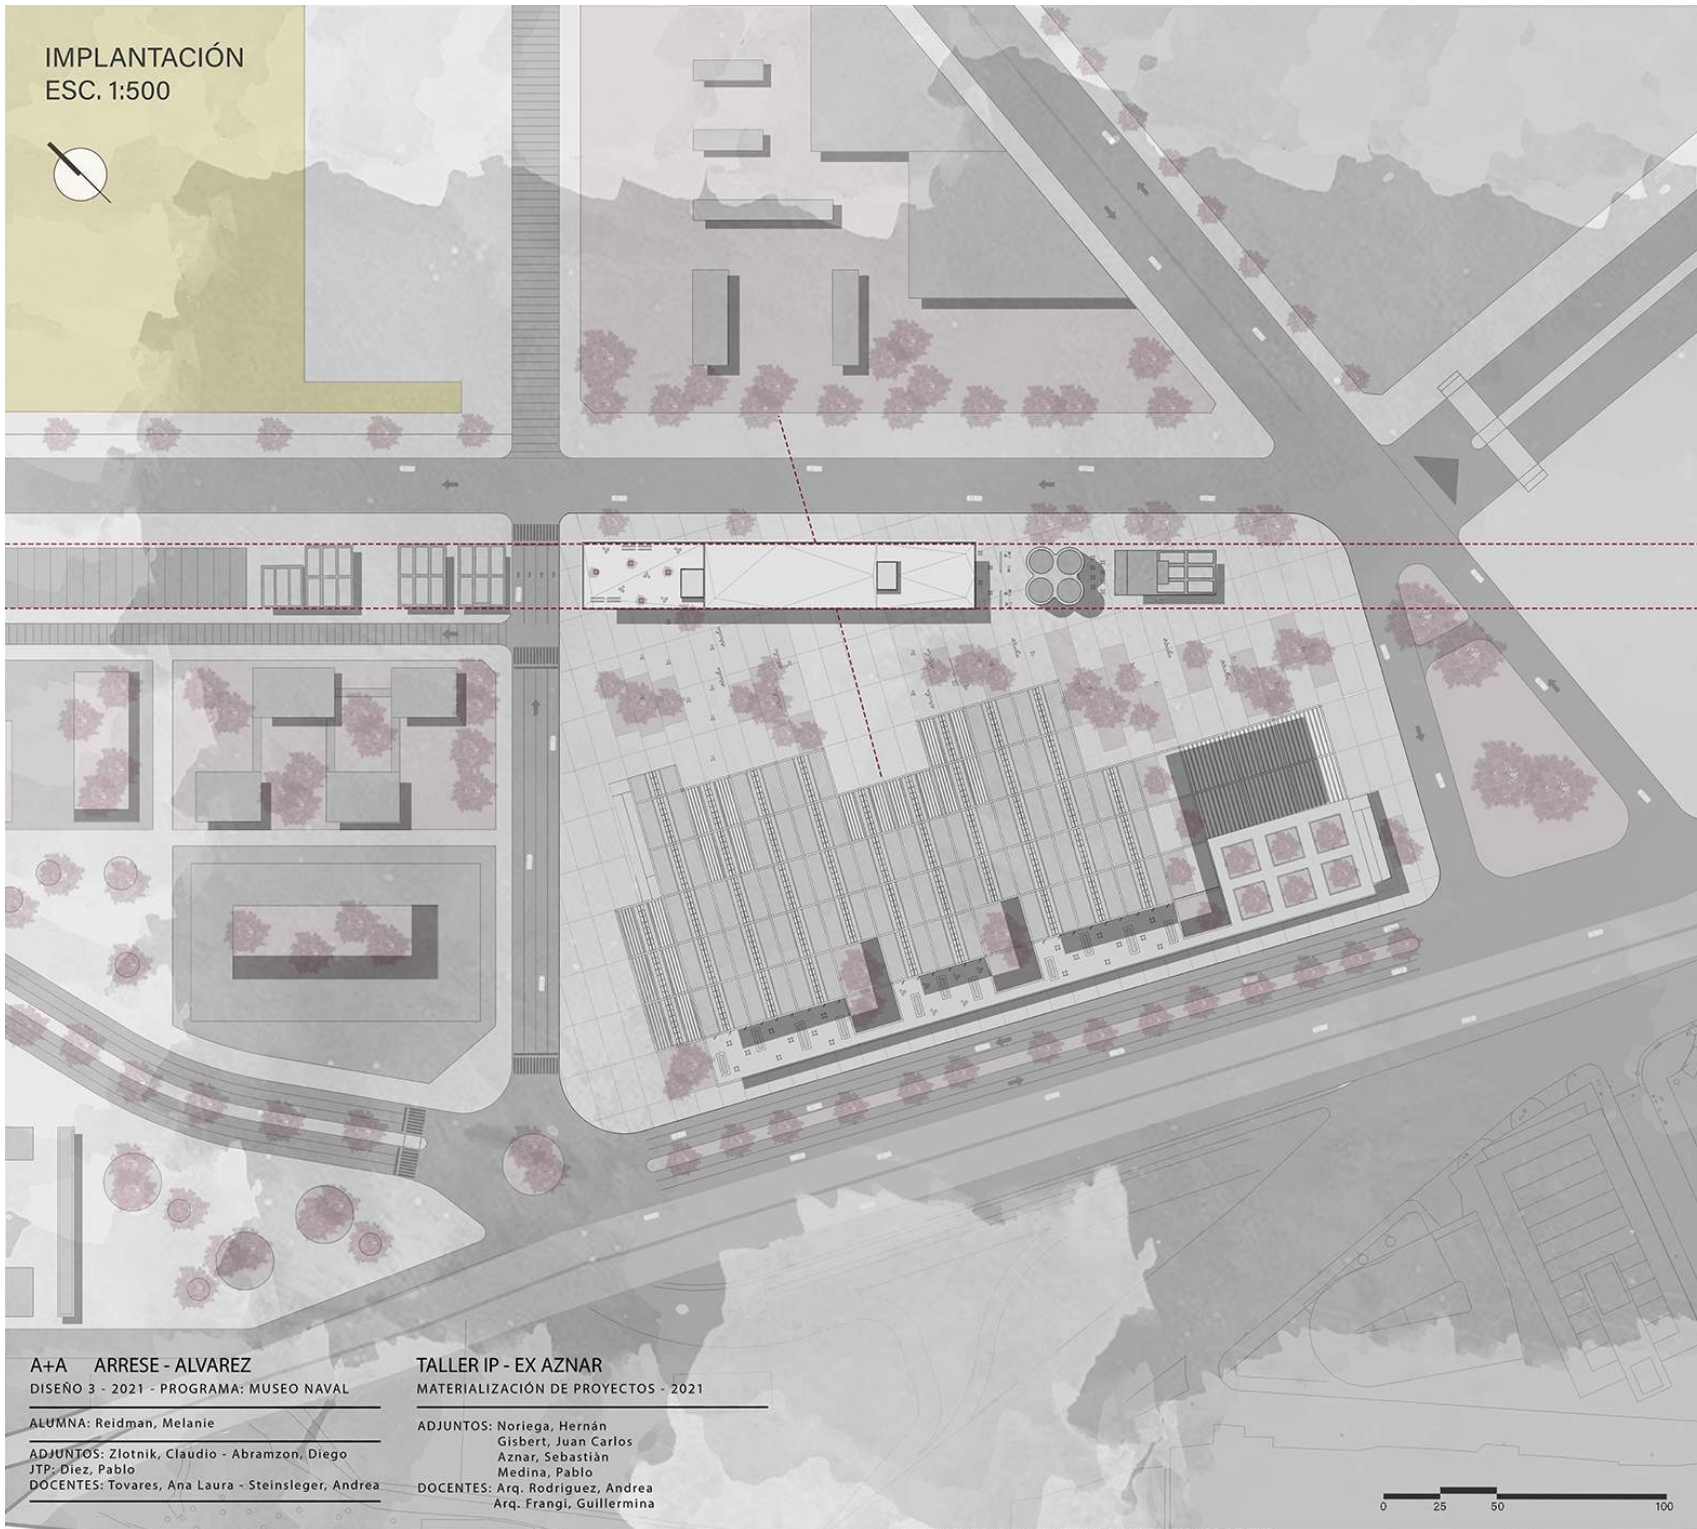 IMPLANTACIÓN
ESC. 1:500
A+A ARRESE - ALVAREZ
DISEÑO 3 - 2021 - PROGRAMA: MUSEO NAVAL
ALUMNA: Reidman, Melanie
ADJUNTOS: Zlotnik, Claudio - Abramzon, Diego
JTP: Diez, Pablo
DOCENTES: Tovares, Ana Laura - Steinsleger, Andrea
TALLER IP - EX AZNAR
MATERIALIZACIÓN DE PROYECTOS - 2021
ADJUNTOS: Noriega, Hernán
Gisbert, Juan Carlos
Aznar, Sebastiàn
Medina, Pablo
DOCENTES: Arq. Rodriguez, Andrea
Arq. Frangi, Guillermina
0 25 50 100